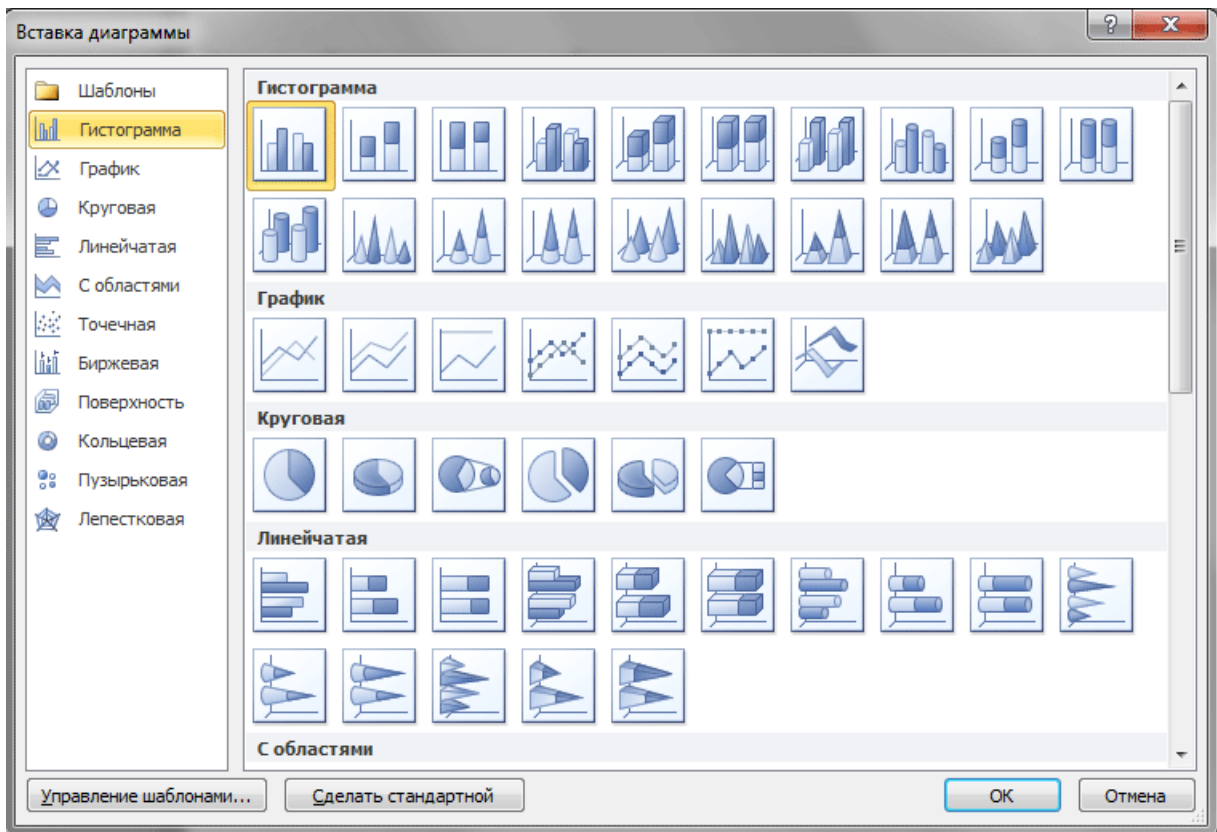 Вставка диаграммы
Шаблоны
Гистограмма
График
Круговая
Линейчатая
С областями
Точечная
Биржевая
Поверхность
Кольцевая
Пузырьковая
Лепестковая
Гистограмма
График
Круговая
Линейчатая
С областями
Управление шаблонами...
Сделать стандартной
ОК
Отмена